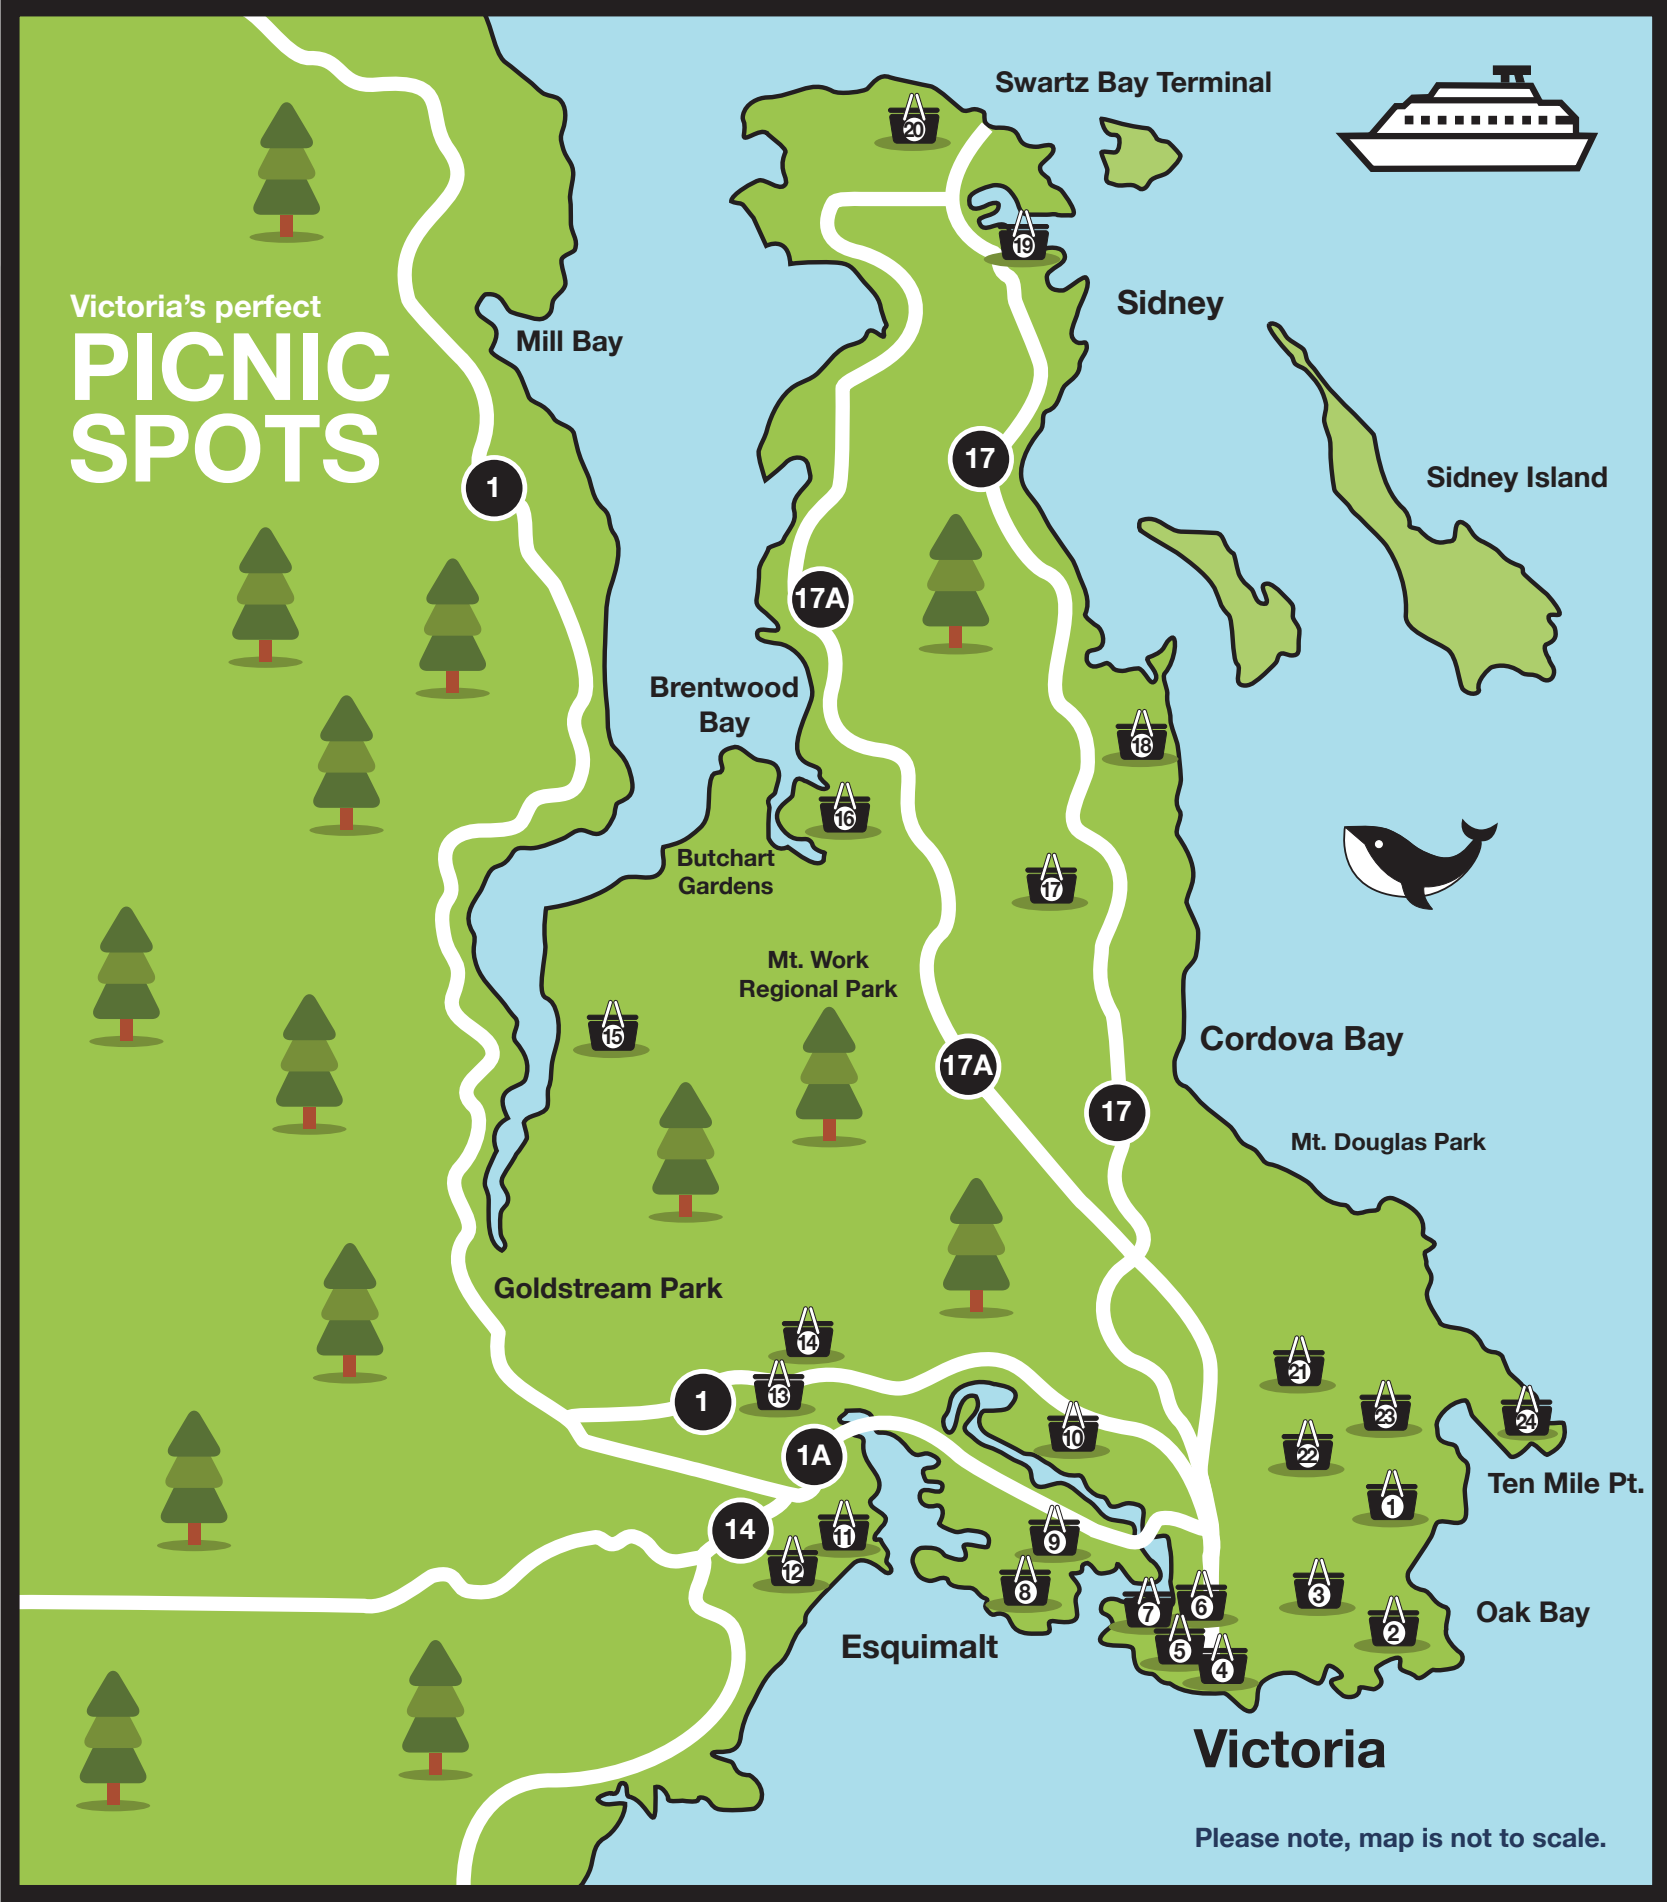 Swartz Bay Terminal
20
19
Victoria's perfect
PICNIC
SPOTS
Mill Bay
Sidney
17
1
Sidney Island
17A
Brentwood
Bay
18
16
Butchart
Gardens
17
Mt. Work
Regional Park
15
Cordova Bay
17A
17
Mt. Douglas Park
Goldstream Park
14
13
1
21
23
24
10
22
1A
Ten Mile Pt.
1
14
11
9
12
8
3
7
6
2
Oak Bay
5
4
Esquimalt
Victoria
Please note, map is not to scale.